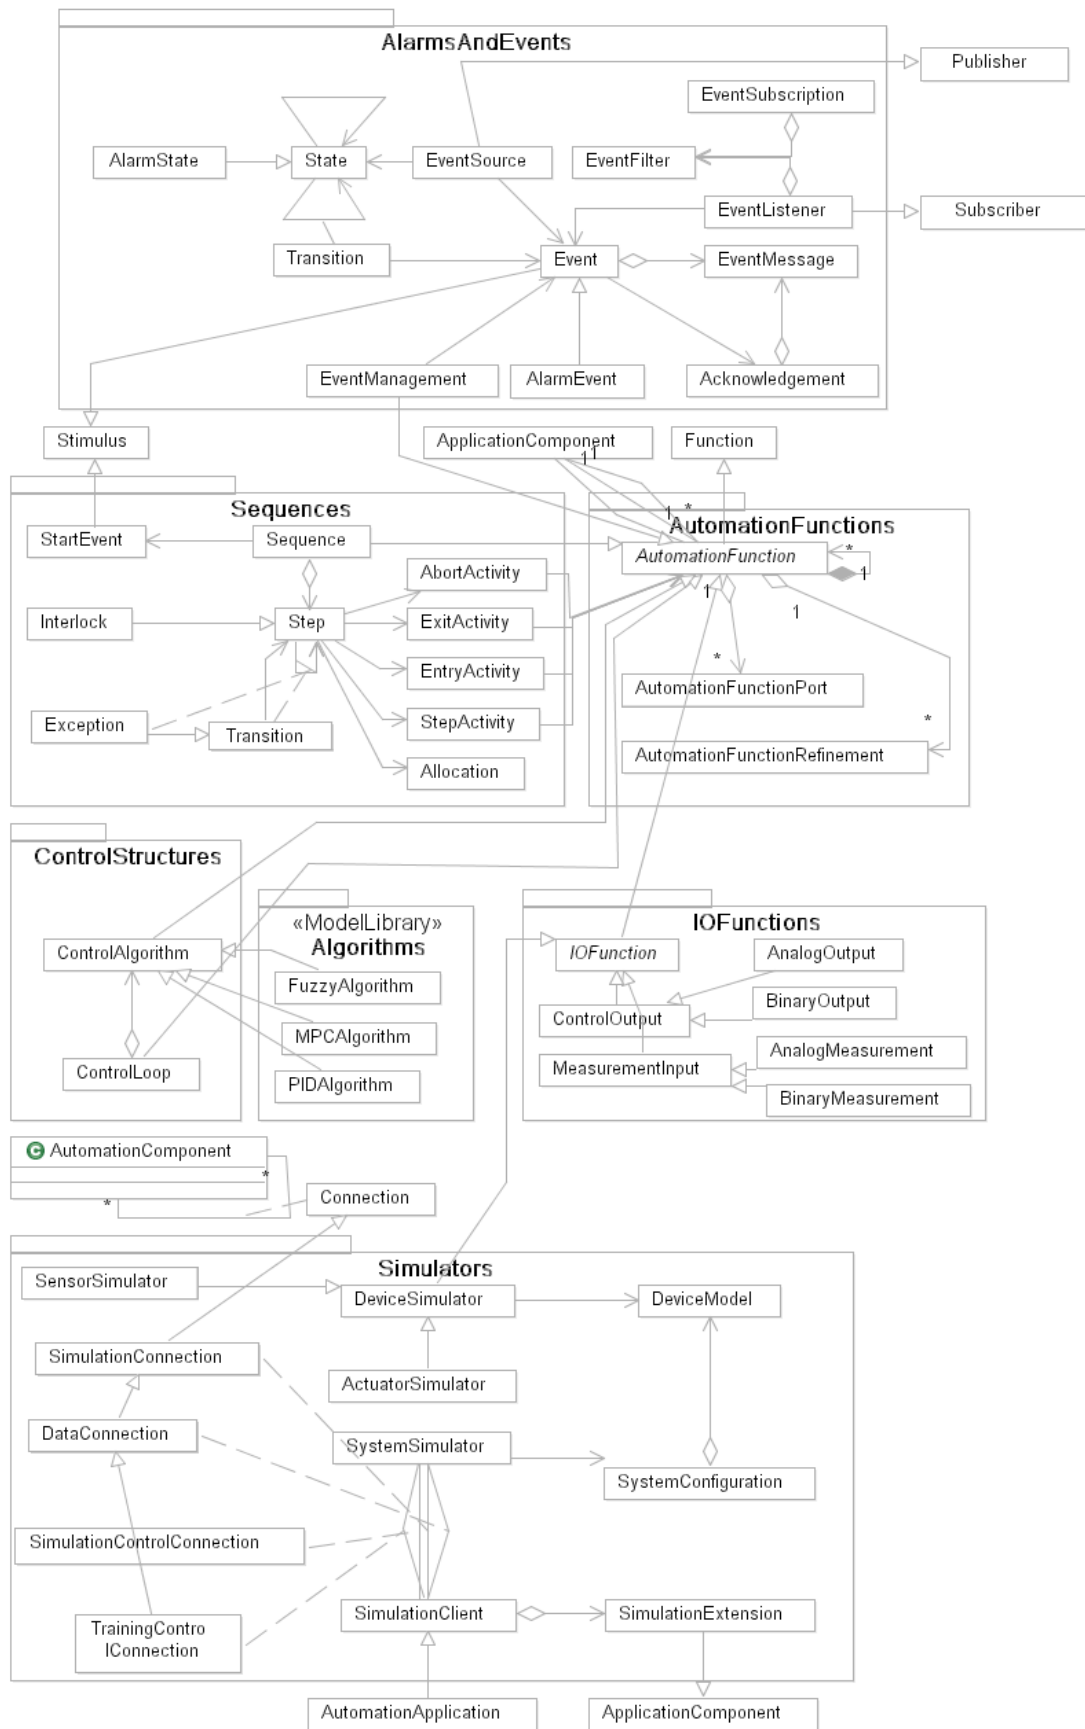 AlarmsAndEvents
Publisher
EventSubscription
AlarmState
State
EventSource
EventFilter
EventListener
Subscriber
Transition
Event
EventMessage
EventManagement
AlarmEvent
Acknowledgement
Stimulus
ApplicationComponent
Function
1
1
1
*
Sequences
AutomationFunctions
StartEvent
Sequence
AutomationFunction
*
1
AbortActivity
1
1
Interlock
Step
ExitActivity
EntryActivity
*
AutomationFunctionPort
Exception
Transition
StepActivity
*
AutomationFunctionRefinement
Allocation
ControlStructures
«ModelLibrary»
Algorithms
IOFunctions
ControlAlgorithm
FuzzyAlgorithm
IOFunction
AnalogOutput
BinaryOutput
ControlOutput
MPCAlgorithm
AnalogMeasurement
ControlLoop
PIDAlgorithm
MeasurementInput
BinaryMeasurement
C AutomationComponent
*
*
Connection
Simulators
SensorSimulator
DeviceSimulator
DeviceModel
SimulationConnection
ActuatorSimulator
DataConnection
SystemSimulator
SystemConfiguration
SimulationControlConnection
SimulationClient
SimulationExtension
TrainingContro
lConnection
AutomationApplication
ApplicationComponent